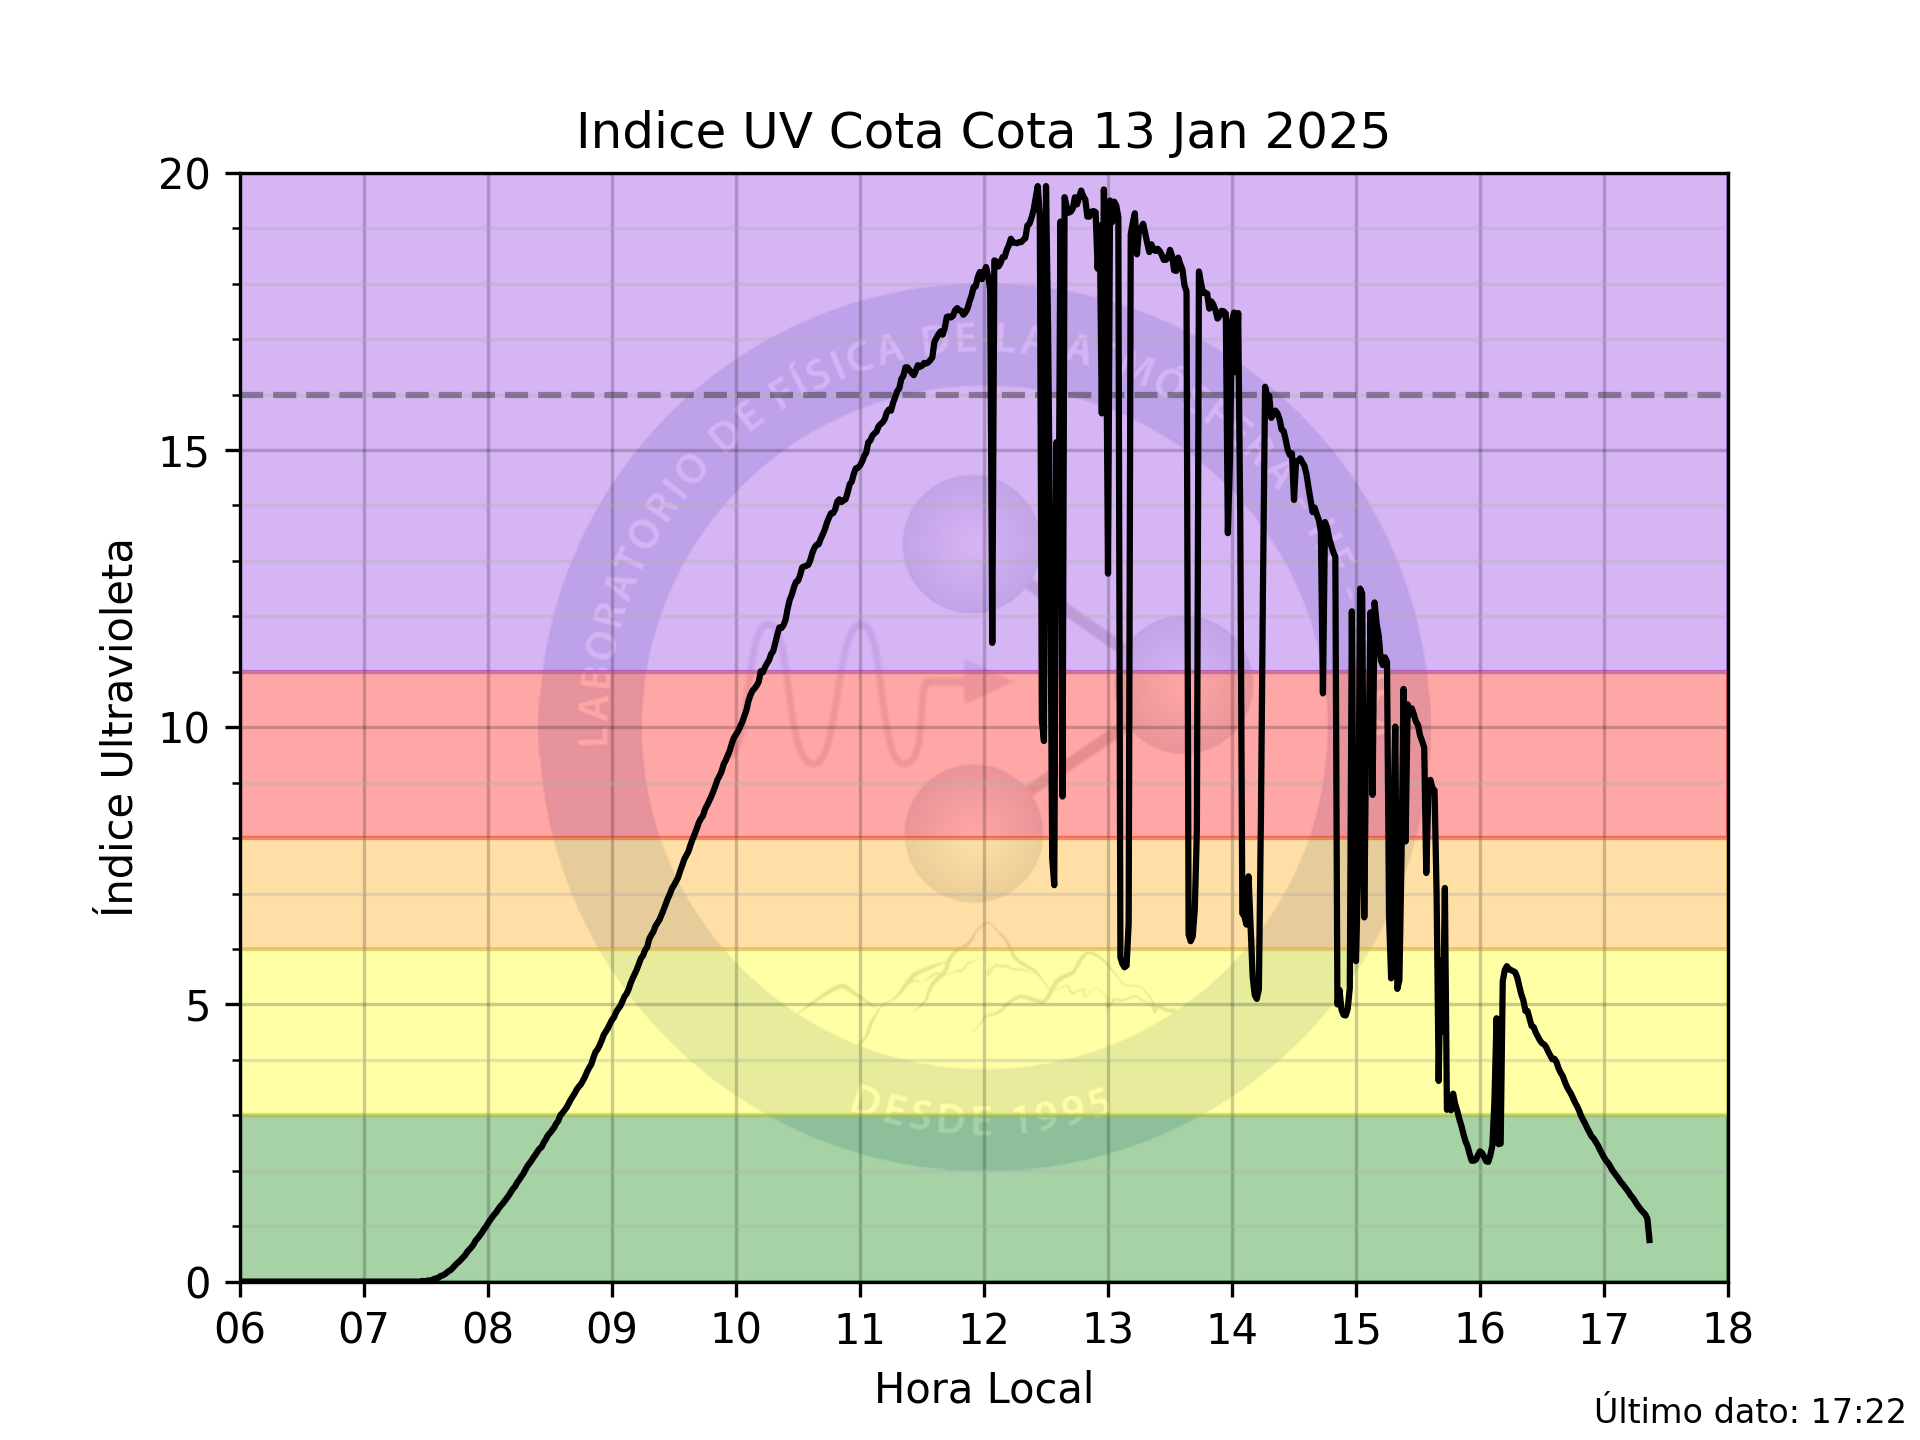 Indice UV Cota Cota 13 Jan 2025
20
15
10
5
0
Índice Ultravioleta
LABORATORIO DE FÍSICA DE LA
DESDE 1995
06 07 08 09 10 11 12 13 14 15 16 17 18
Hora Local
Último dato: 17:22